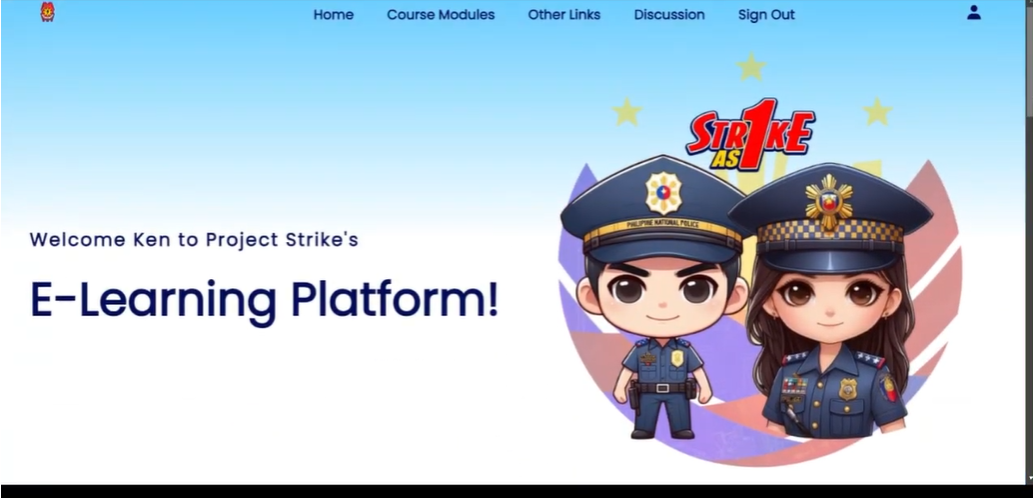 Home Course Modules Other Links Discussion Sign Out
STR1KE
AS
PHILIPPINE NATIONAL POLICE
Welcome Ken to Project Strike's
E-Learning Platform!